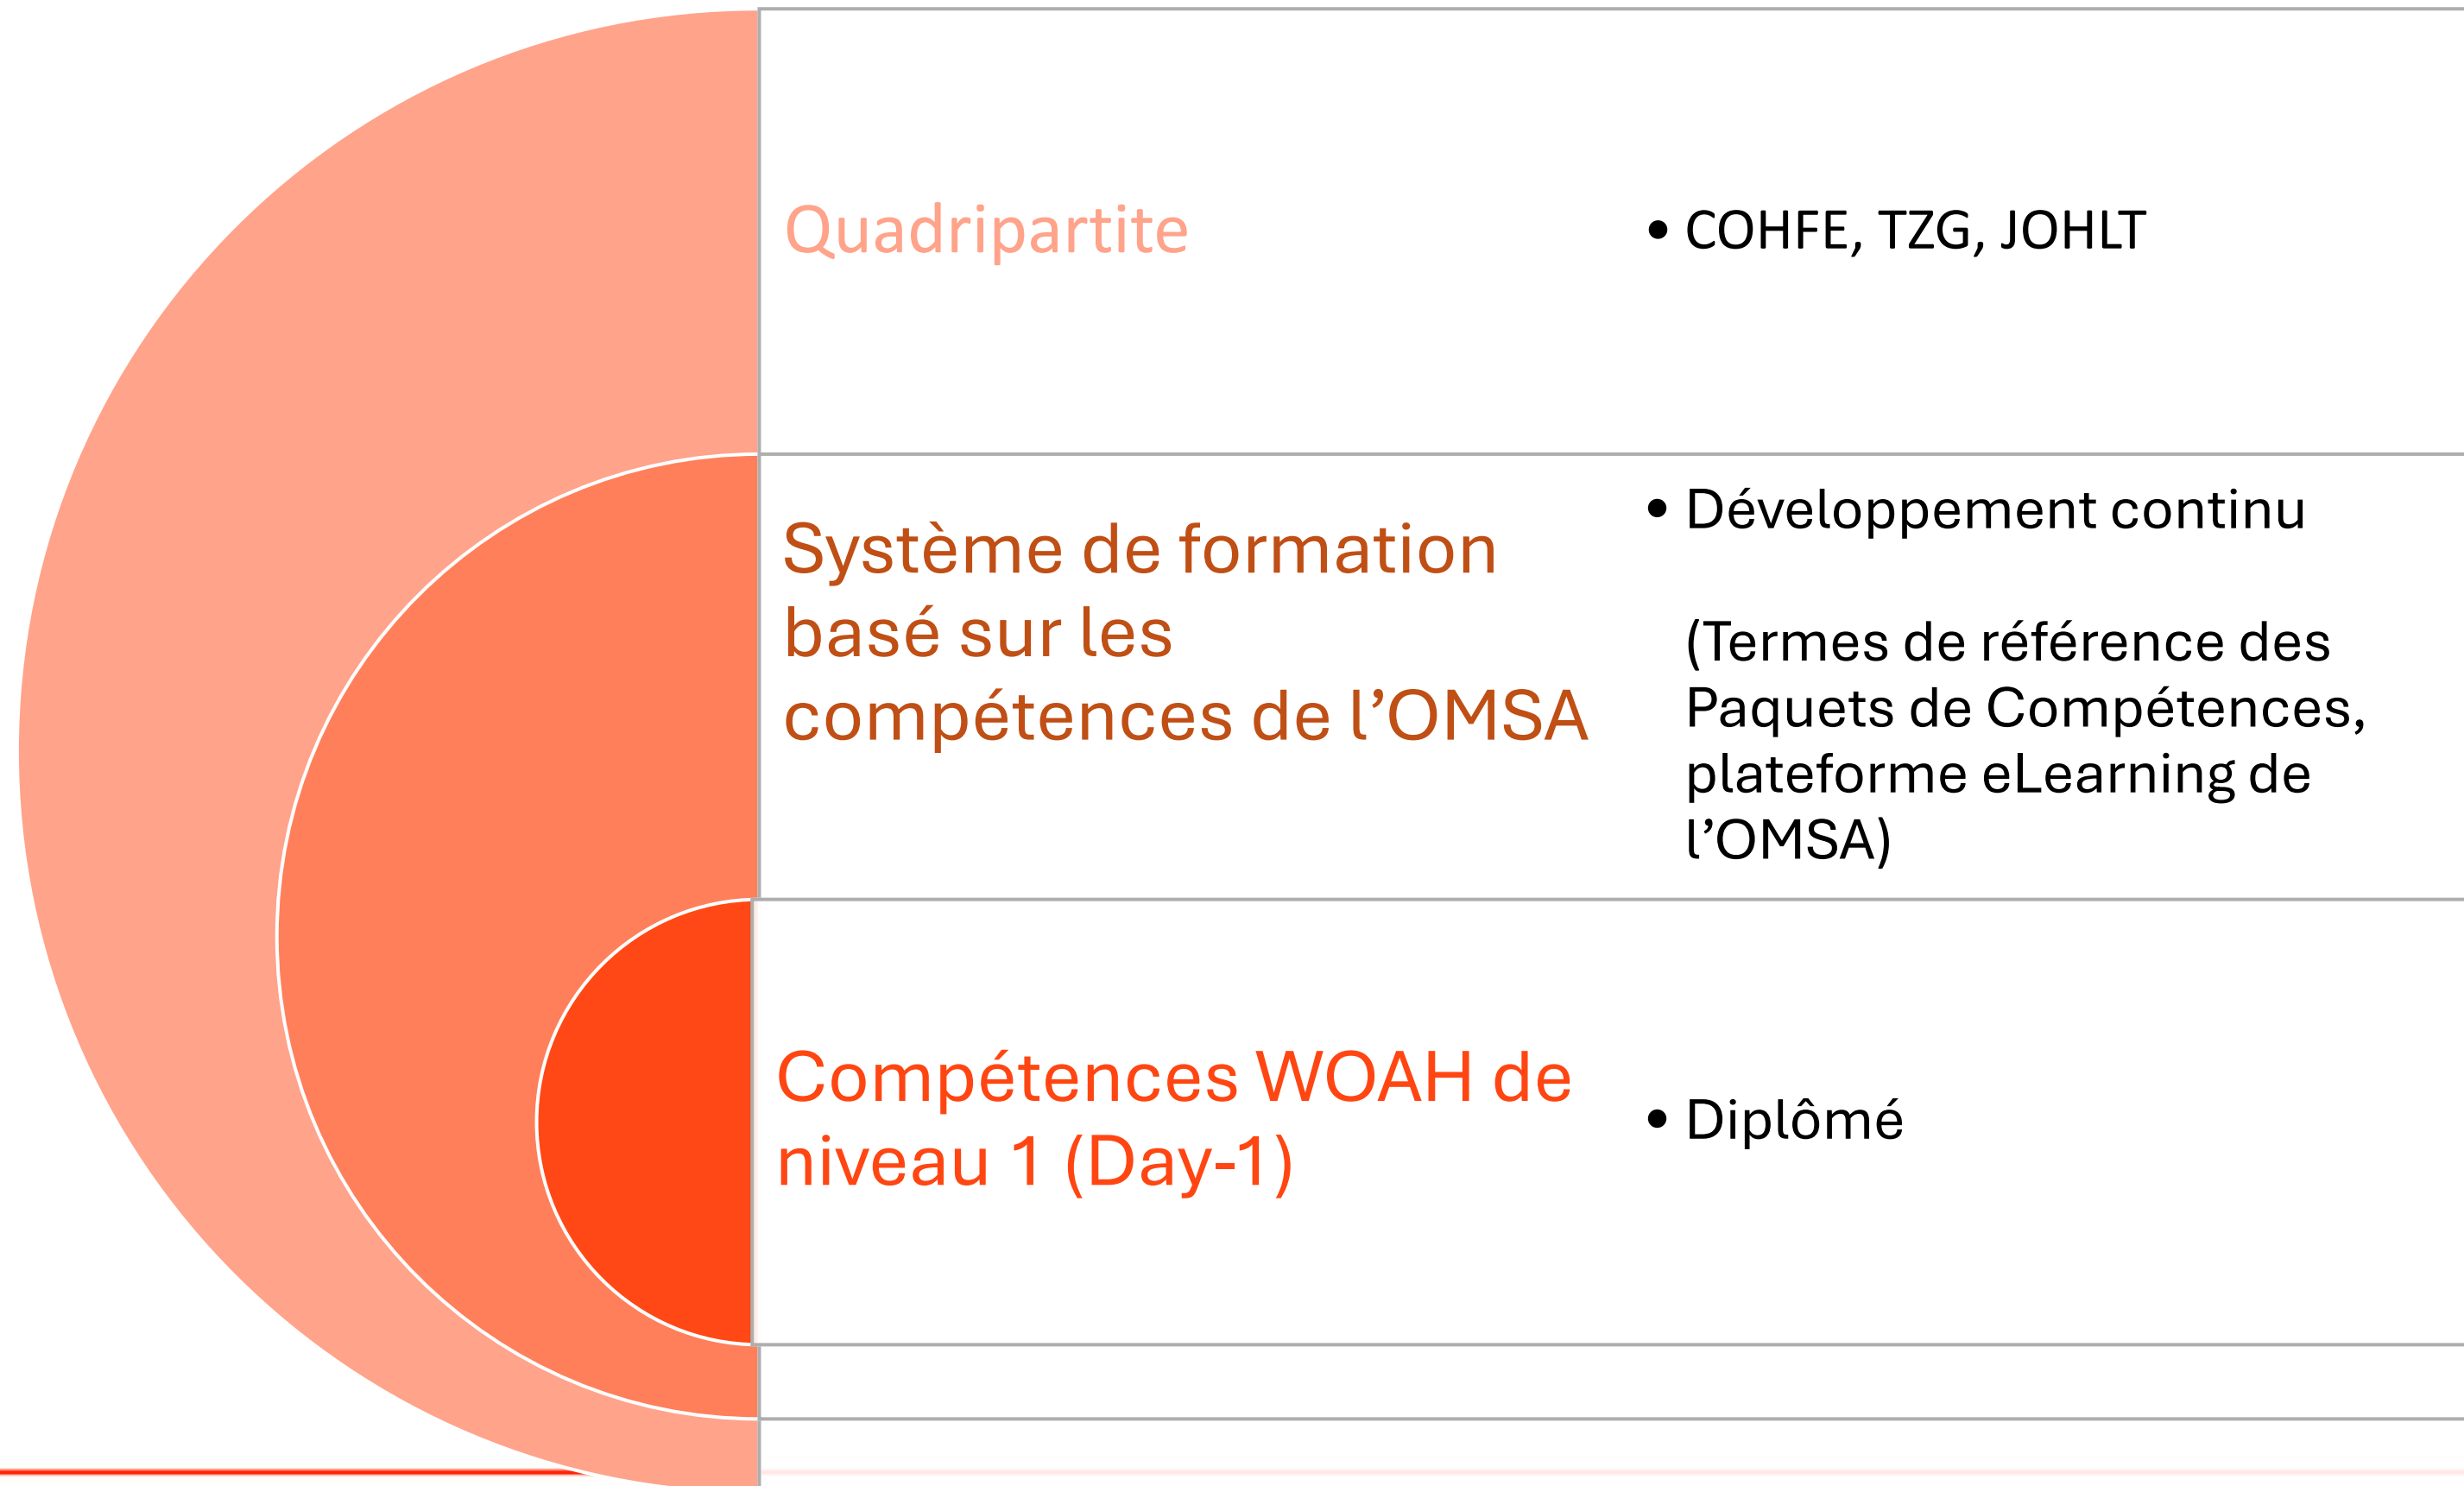 Quadripartite
• COHFE, TZG, JOHLT
Système de formation
basé sur les
compétences de l’OMSA
• Développement continu
(Termes de référence des
Paquets de Compétences,
plateforme eLearning de
l’OMSA)
Compétences WOAH de
niveau 1 (Day-1)
• Diplômé